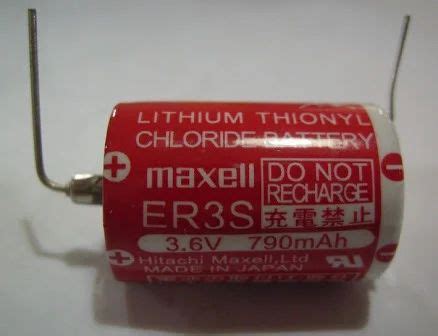 LITHIUM THIONYL
CHLORIDE BATTERY
maxell
DO NOT
RECHARGE
ER3S
充電禁止
3.6V 790mAh
Hitachi Maxell,Ltd
MADE IN JAPAN